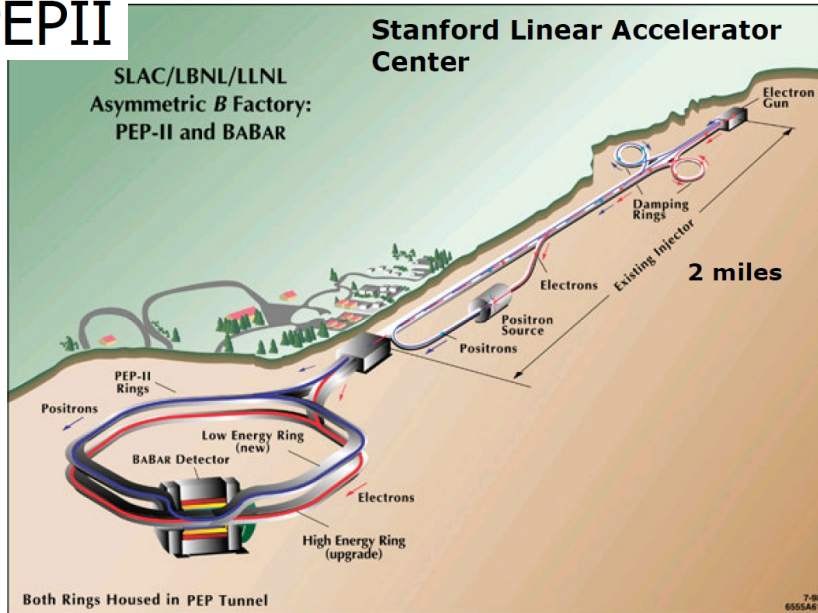 PEPII
Stanford Linear Accelerator
Center
SLAC/LBNL/LLNL
Asymmetric B Factory:
PEP-II and BABAR
Electron
Gun
Damping
Rings
Existing Injector
2 miles
Electrons
Positron
Source
Positrons
PEP-II
Rings
Positrons
Low Energy Ring
(new)
BABAR Detector
Electrons
High Energy Ring
(upgrade)
Both Rings Housed in PEP Tunnel